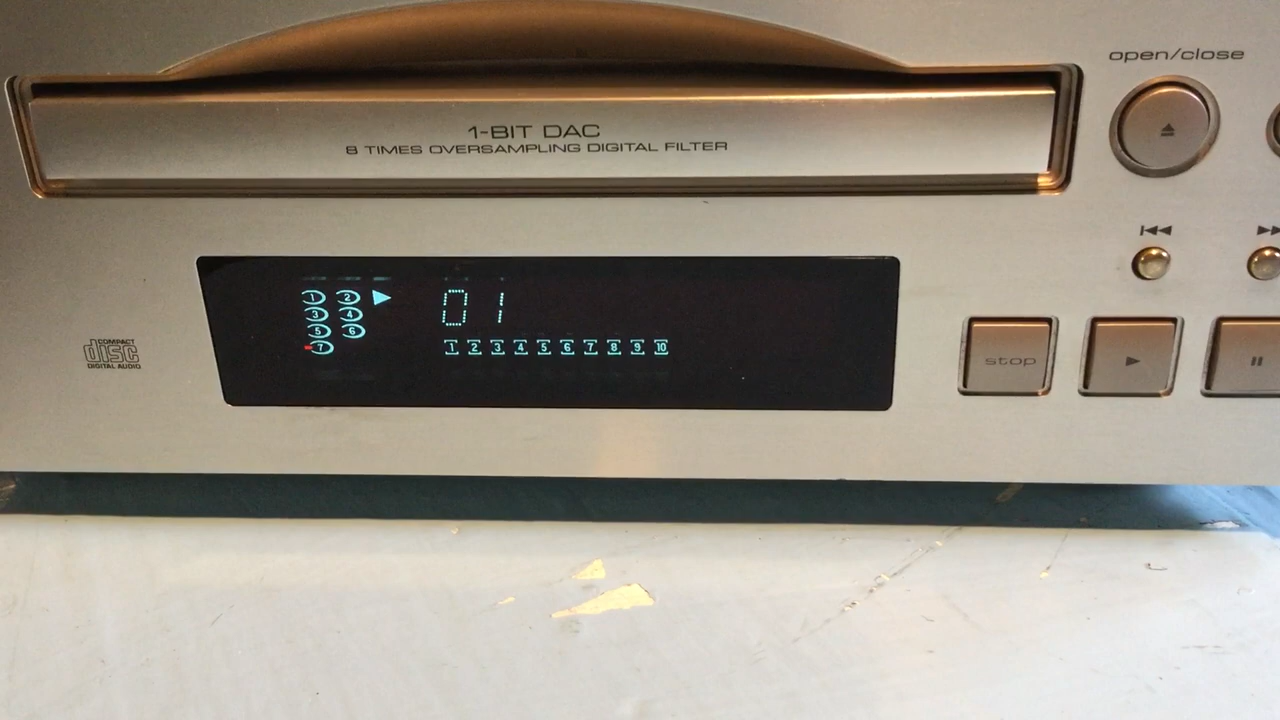 open/close
1-BIT DAC
8 TIMES OVERSAMPLING DIGITAL FILTER
1 2
3 4
5 6
7
01
1 2 3 4 5 6 7 8 9 10
COMPACT
disc
DIGITAL AUDIO
stop